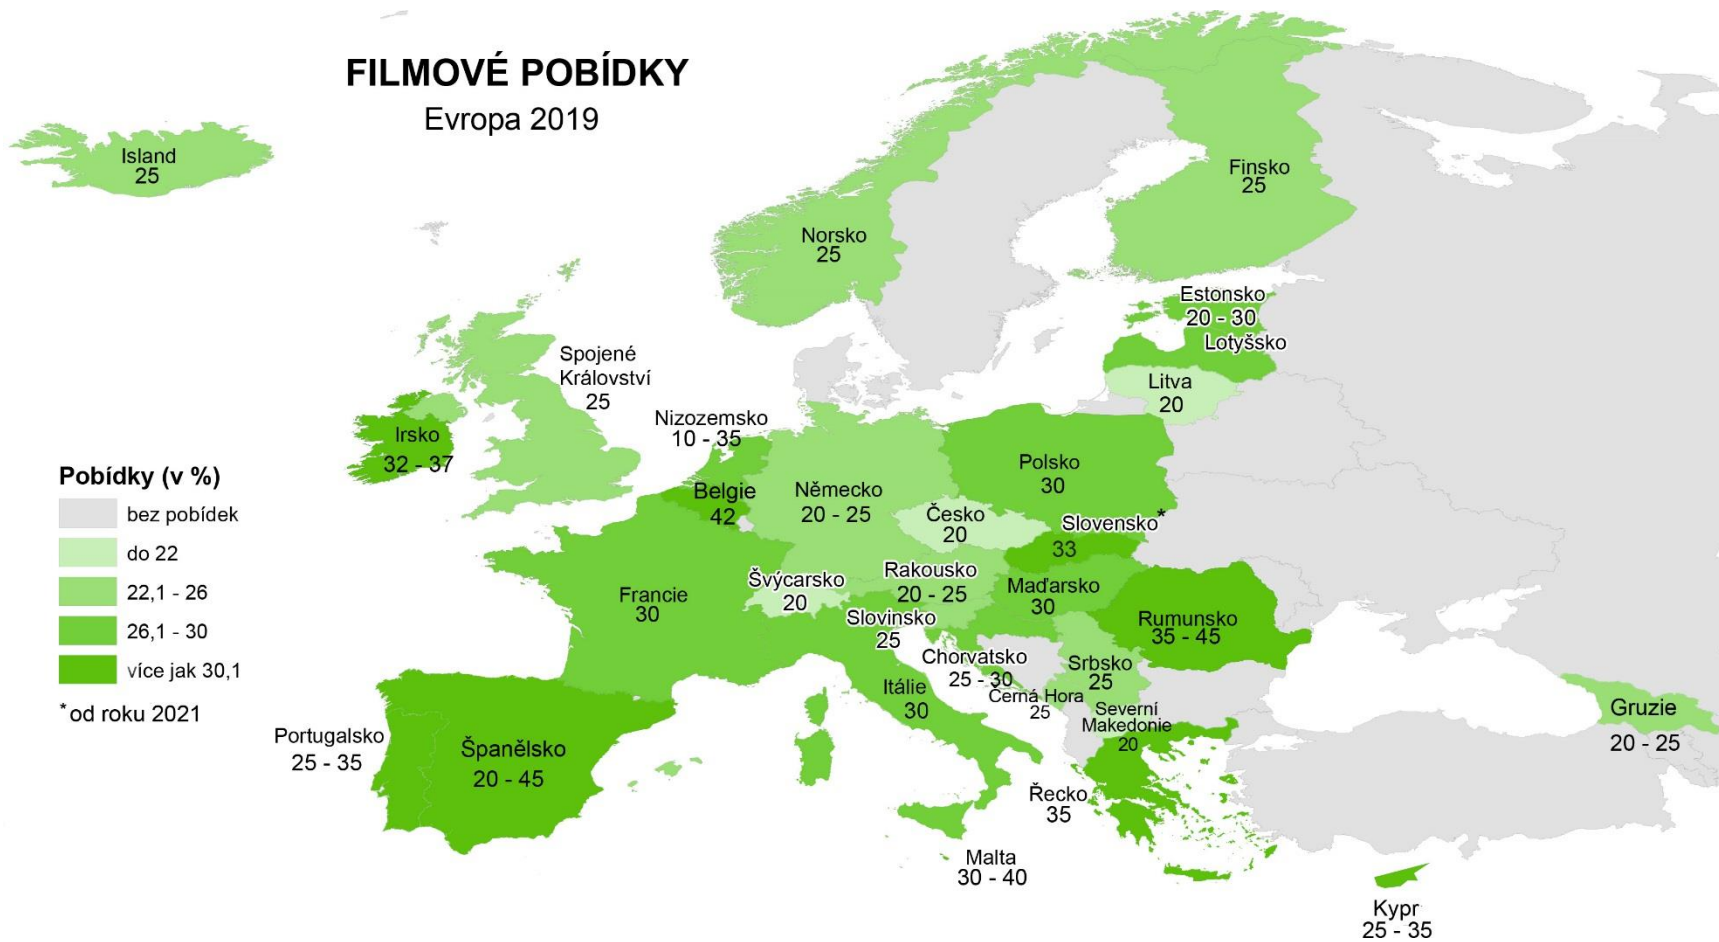 FILMOVÉ POBÍDKY
Evropa 2019
Island
25
Finsko
25
Norsko
25
Estonsko
20 - 30
Lotyšsko
Litva
20
Spojené
Království
25
Irsko
32 - 37
Nizozemsko
10 - 35
Belgie
42
Německo
20 - 25
Polsko
30
Česko
20
Slovensko*
33
Francie
30
Švýcarsko
20
Rakousko
20 - 25
Maďarsko
30
Rumunsko
35 - 45
Slovinsko
25
Chorvatsko
25 - 30
Srbsko
25
Itálie
30
Černá Hora
25
Severní
Makedonie
20
Gruzie
20 - 25
Portugalsko
25 - 35
Španělsko
20 - 45
Řecko
35
Malta
30 - 40
Kypr
25 - 35
Pobídky (v %)
bez pobídek
do 22
22,1 - 26
26,1 - 30
více jak 30,1
*od roku 2021